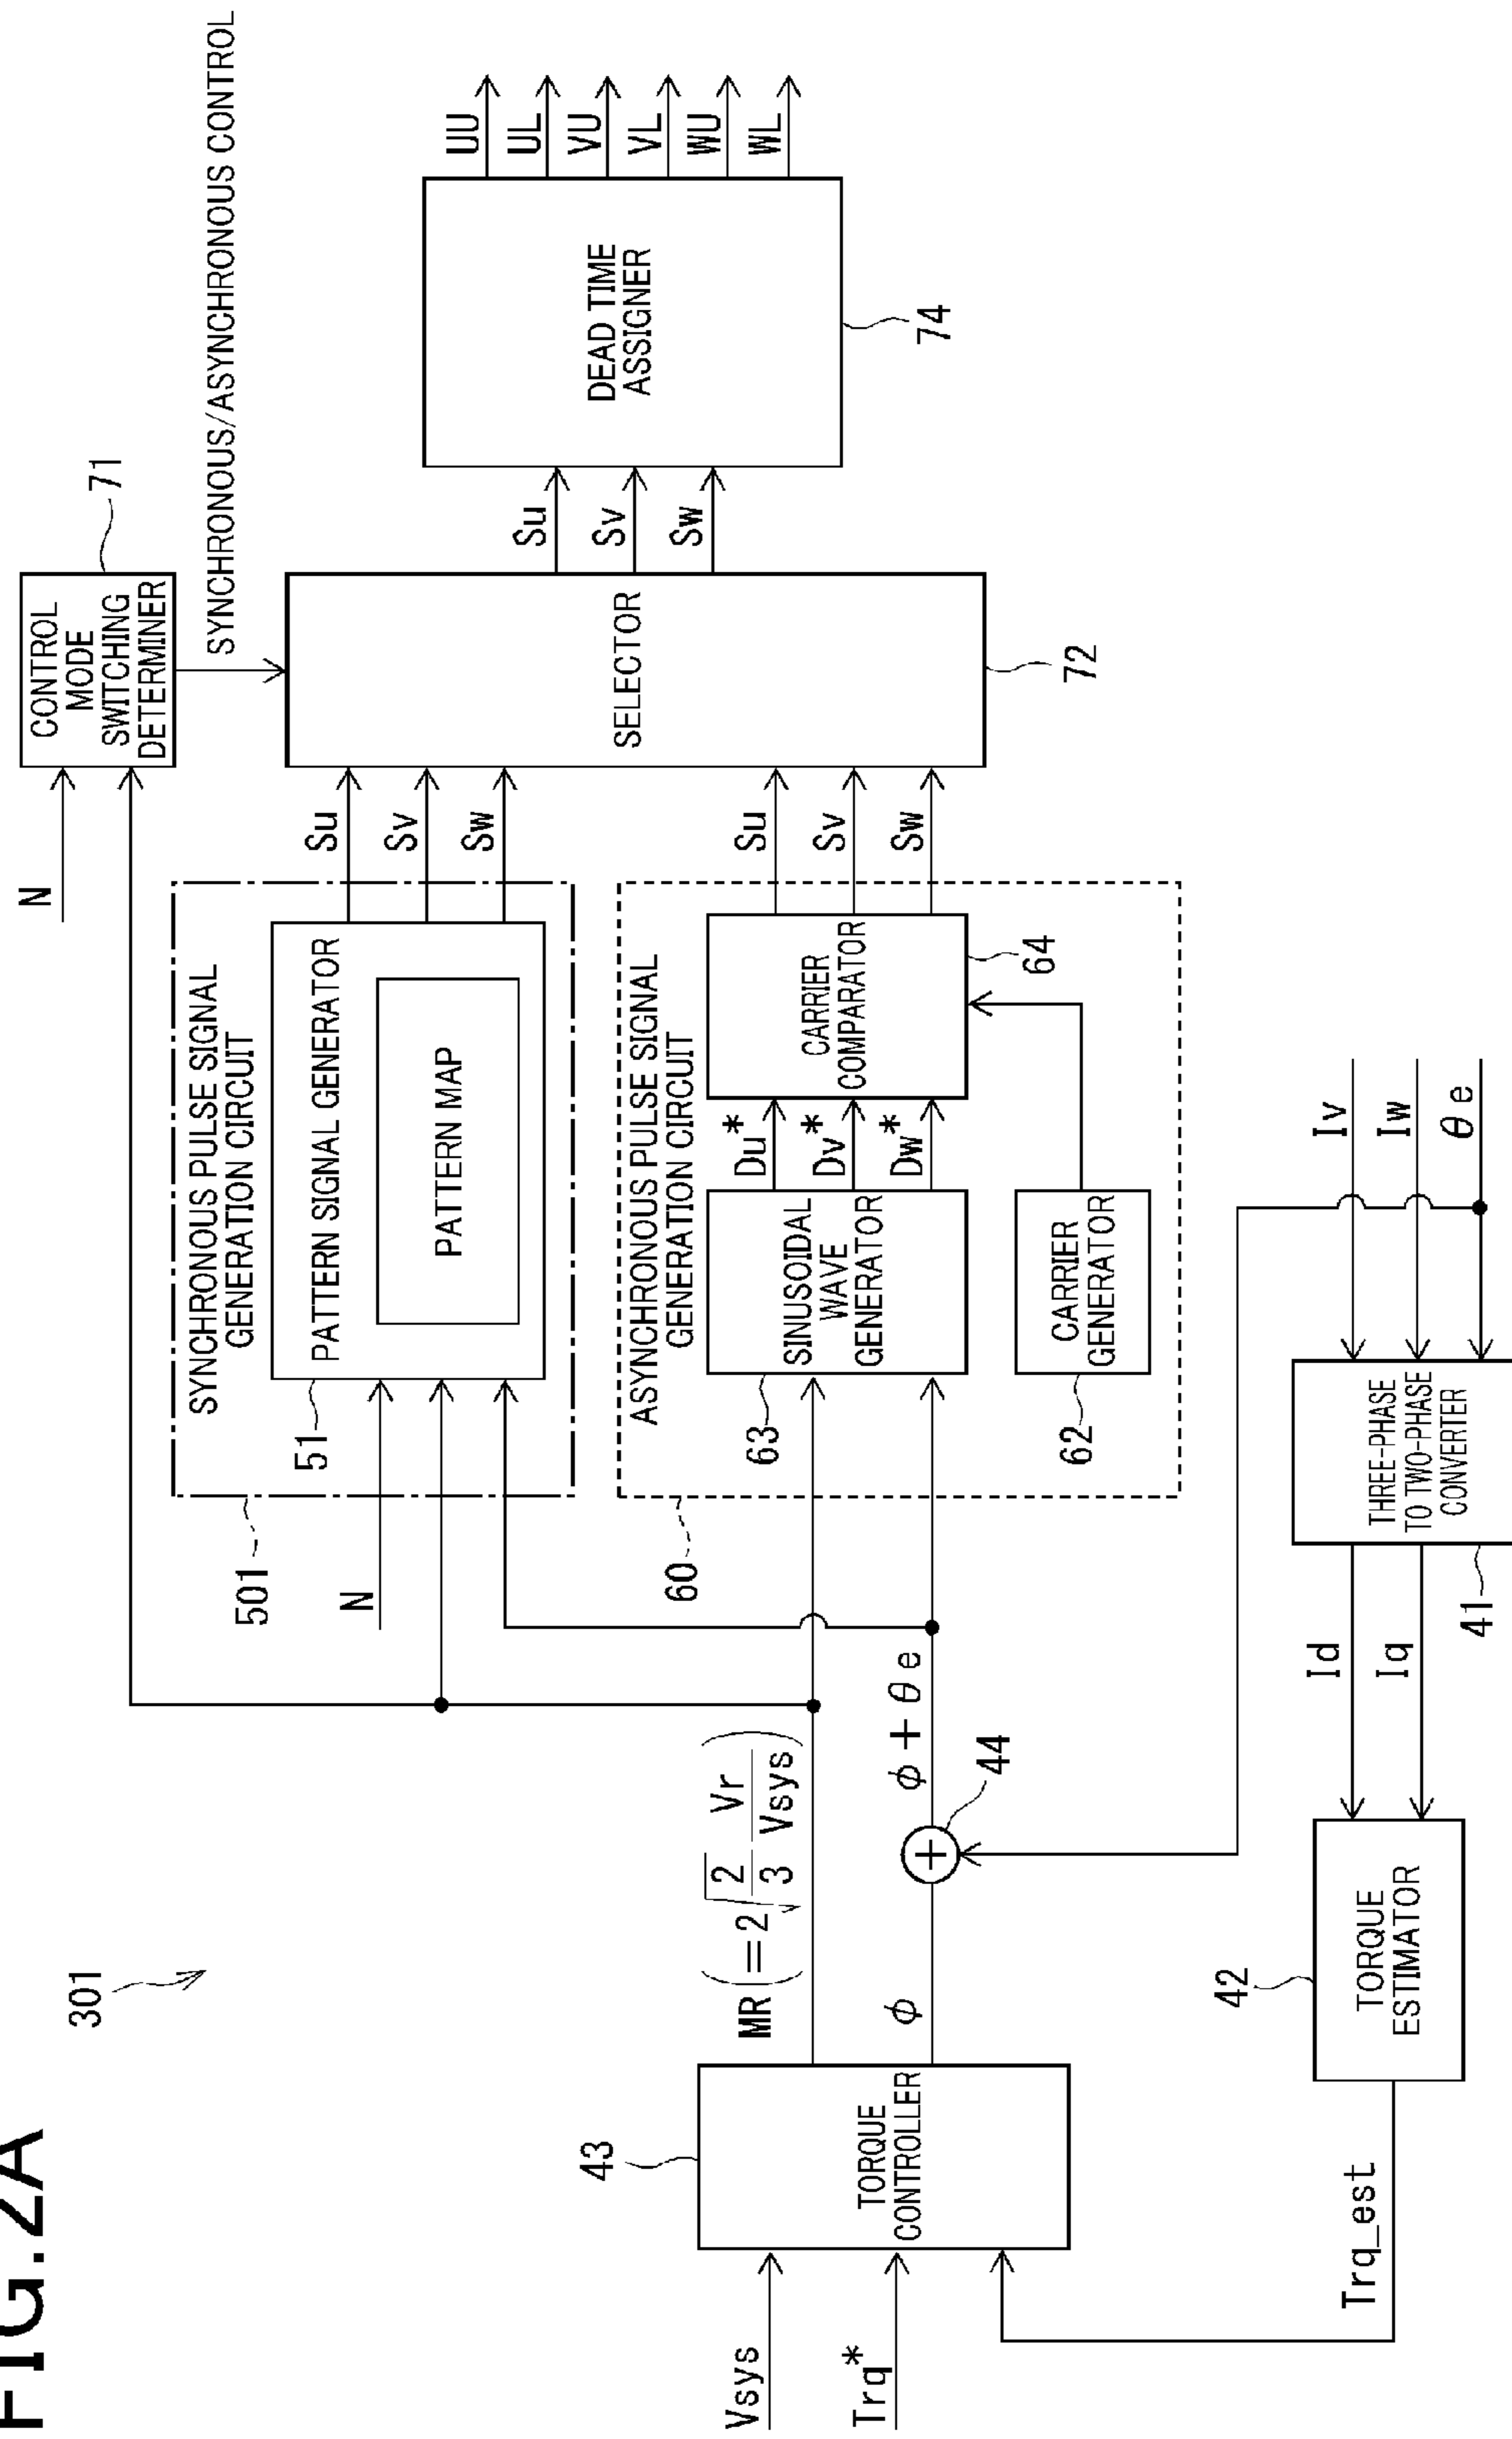 FIG.2A
301
N
CONTROL
MODE
SWITCHING
DETERMINER
71
SYNCHRONOUS/ASYNCHRONOUS CONTROL
501
SYNCHRONOUS PULSE SIGNAL
GENERATION CIRCUIT
N
51
PATTERN SIGNAL GENERATOR
PATTERN MAP
Su
Sv
Sw
60
ASYNCHRONOUS PULSE SIGNAL
GENERATION CIRCUIT
63
SINUSOIDAL
WAVE
GENERATOR
Du*
Dv*
Dw*
CARRIER
COMPARATOR
64
62
CARRIER
GENERATOR
Su
Sv
Sw
SELECTOR
72
Su
Sv
Sw
DEAD TIME
ASSIGNER
74
UU
UL
VU
VL
WU
WL
Vsys
Trq*
43
TORQUE
CONTROLLER
MR(=2√2/3 Vr/Vsys)
φ
+
44
φ+θe
Trq_est
42
TORQUE
ESTIMATOR
Id
Iq
41
THREE-PHASE
TO TWO-PHASE
CONVERTER
Iv
Iw
θe